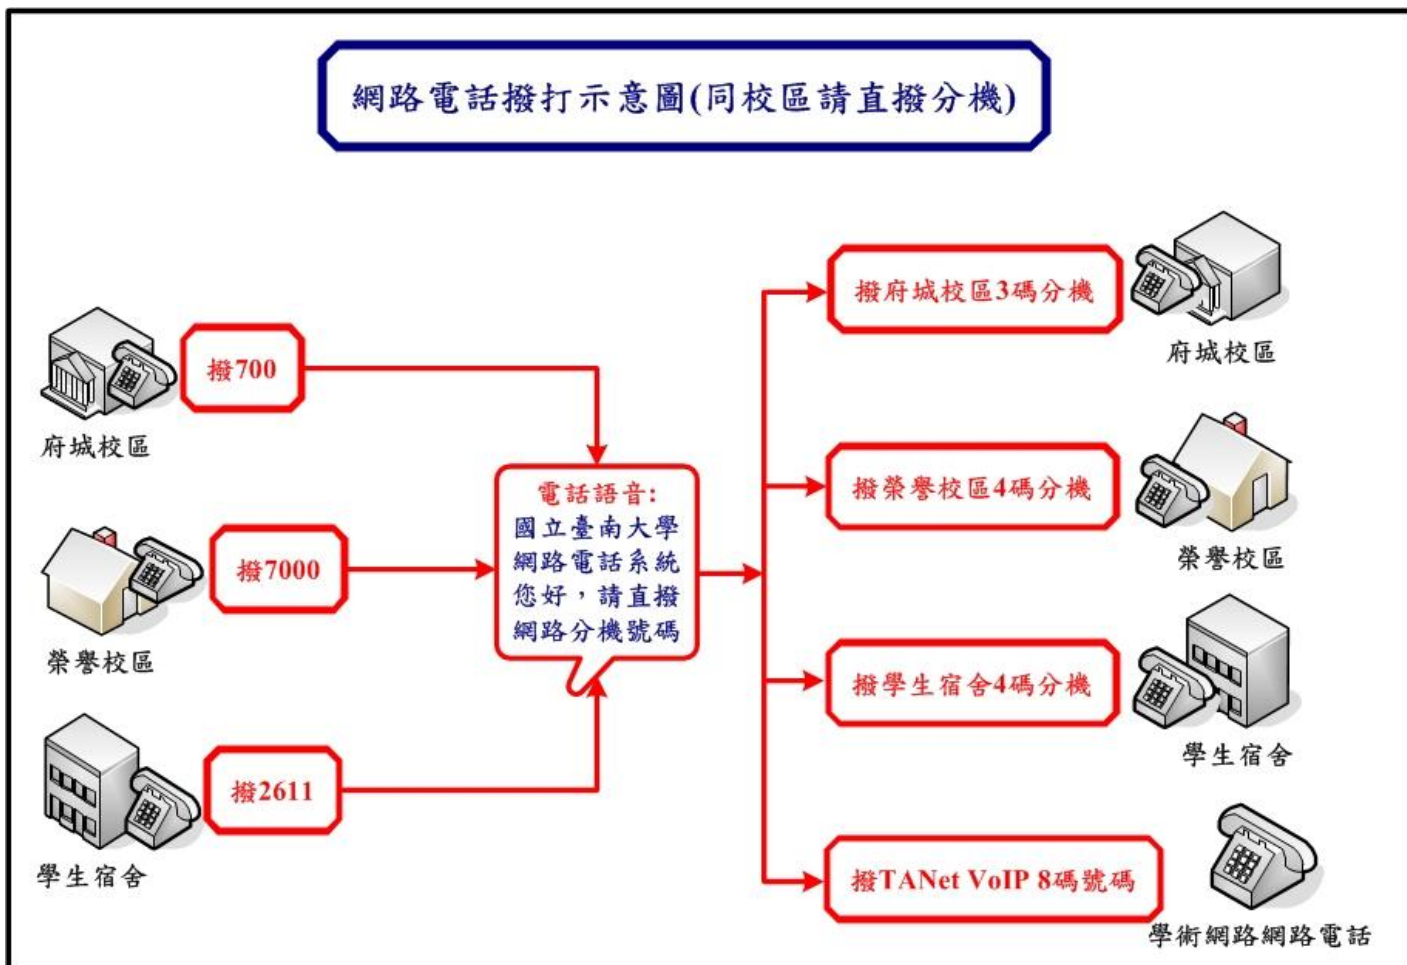 網路電話撥打示意圖(同校區請直撥分機)
撥700
府城校區
撥7000
榮譽校區
撥2611
學生宿舍
電話語音:
國立臺南大學
網路電話系統
您好，請直撥
網路分機號碼
撥府城校區3碼分機
府城校區
撥榮譽校區4碼分機
榮譽校區
撥學生宿舍4碼分機
學生宿舍
撥TANet VoIP 8碼號碼
學術網路網路電話